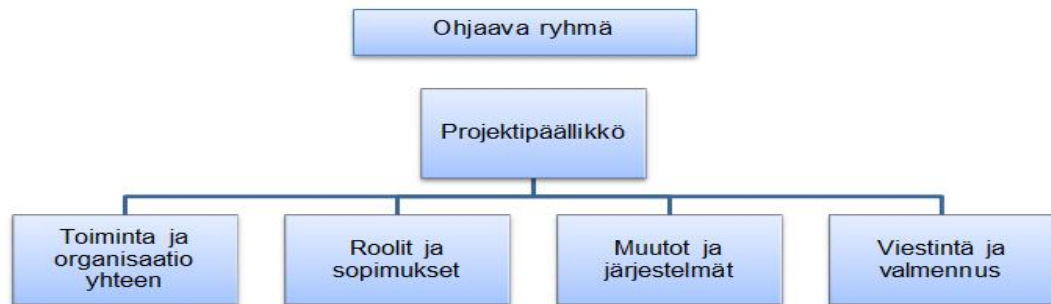 Ohjaava ryhmä
Projektipäällikkö
Toiminta ja
organisaatio
yhteen
Roolit ja
sopimukset
Muutot ja
järjestelmät
Viestintä ja
valmennus